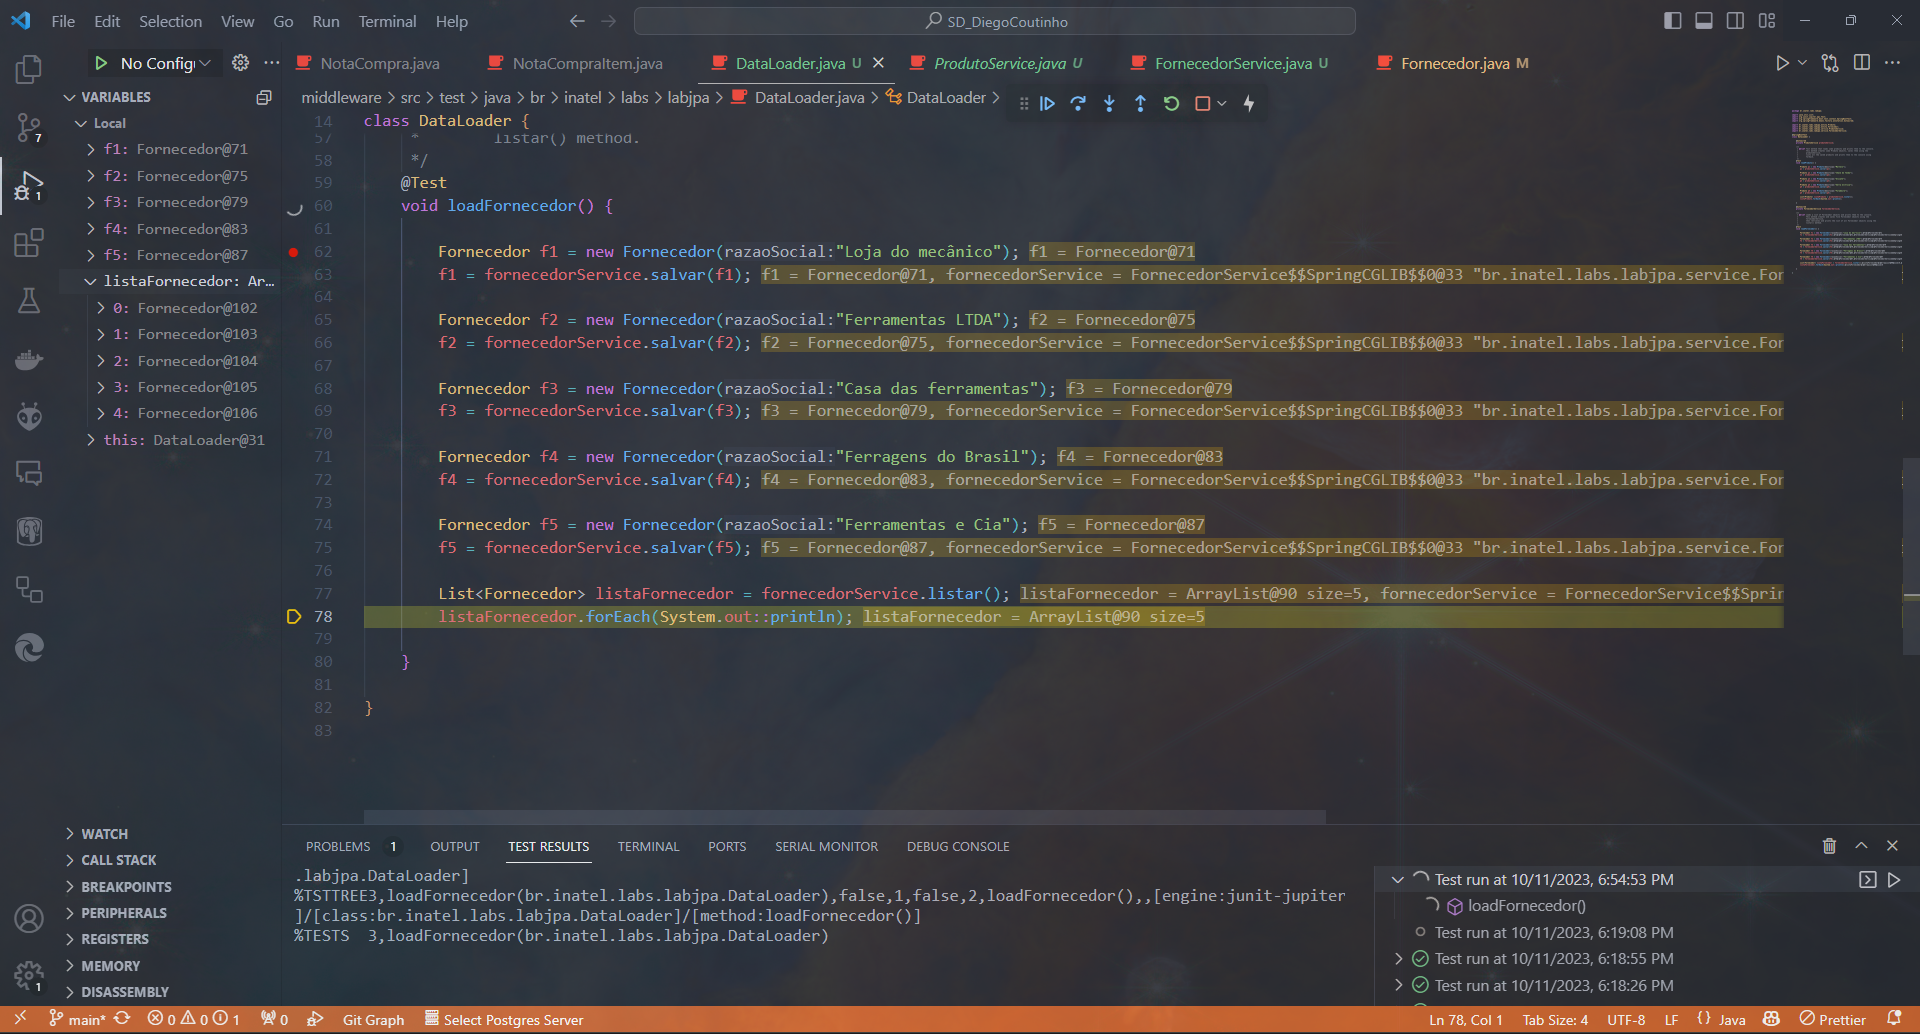 File Edit Selection View Go Run Terminal Help SD_DiegoCoutinho
No Configu
NotaCompra.java NotaCompraItem.java DataLoader.java U ProdutoService.java U FornecedorService.java U Fornecedor.java M
middleware > src > test > java > br > inatel > labs > labjpa > DataLoader.java > DataLoader >
VARIABLES
Local
f1: Fornecedor@71
f2: Fornecedor@75
f3: Fornecedor@79
f4: Fornecedor@83
f5: Fornecedor@87
listaFornecedor: Ar...
0: Fornecedor@102
1: Fornecedor@103
2: Fornecedor@104
3: Fornecedor@105
4: Fornecedor@106
this: DataLoader@31
WATCH
CALL STACK
BREAKPOINTS
PERIPHERALS
REGISTERS
MEMORY
DISASSEMBLY
7
1
1
14 class DataLoader {
57 * listar() method.
58 */
59 @Test
60 void loadFornecedor() {
61
62 Fornecedor f1 = new Fornecedor(razaoSocial:"Loja do mecânico"); f1 = Fornecedor@71
63 f1 = fornecedorService.salvar(f1); f1 = Fornecedor@71, fornecedorService = FornecedorService$$SpringCGLIB$$0@33 "br.inatel.labs.labjpa.service.For
64
65 Fornecedor f2 = new Fornecedor(razaoSocial:"Ferramentas LTDA"); f2 = Fornecedor@75
66 f2 = fornecedorService.salvar(f2); f2 = Fornecedor@75, fornecedorService = FornecedorService$$SpringCGLIB$$0@33 "br.inatel.labs.labjpa.service.For
67
68 Fornecedor f3 = new Fornecedor(razaoSocial:"Casa das ferramentas"); f3 = Fornecedor@79
69 f3 = fornecedorService.salvar(f3); f3 = Fornecedor@79, fornecedorService = FornecedorService$$SpringCGLIB$$0@33 "br.inatel.labs.labjpa.service.For
70
71 Fornecedor f4 = new Fornecedor(razaoSocial:"Ferragens do Brasil"); f4 = Fornecedor@83
72 f4 = fornecedorService.salvar(f4); f4 = Fornecedor@83, fornecedorService = FornecedorService$$SpringCGLIB$$0@33 "br.inatel.labs.labjpa.service.For
73
74 Fornecedor f5 = new Fornecedor(razaoSocial:"Ferramentas e Cia"); f5 = Fornecedor@87
75 f5 = fornecedorService.salvar(f5); f5 = Fornecedor@87, fornecedorService = FornecedorService$$SpringCGLIB$$0@33 "br.inatel.labs.labjpa.service.For
76
77 List<Fornecedor> listaFornecedor = fornecedorService.listar(); listaFornecedor = ArrayList@90 size=5, fornecedorService = FornecedorService$$Sprin
78 listaFornecedor.forEach(System.out::println); listaFornecedor = ArrayList@90 size=5
79
80 }
81
82 }
83
PROBLEMS 1 OUTPUT TEST RESULTS TERMINAL PORTS SERIAL MONITOR DEBUG CONSOLE
.labjpa.DataLoader]
%TSTTREE3,loadFornecedor(br.inatel.labs.labjpa.DataLoader),false,1,false,2,loadFornecedor(),,[engine:junit-jupiter
]/[class:br.inatel.labs.labjpa.DataLoader]/[method:loadFornecedor()]
%TESTS 3,loadFornecedor(br.inatel.labs.labjpa.DataLoader)
Test run at 10/11/2023, 6:54:53 PM
loadFornecedor()
Test run at 10/11/2023, 6:19:08 PM
Test run at 10/11/2023, 6:18:55 PM
Test run at 10/11/2023, 6:18:26 PM
main* 0 0 1 0 Git Graph Select Postgres Server Ln 78, Col 1 Tab Size: 4 UTF-8 LF {} Java Prettier